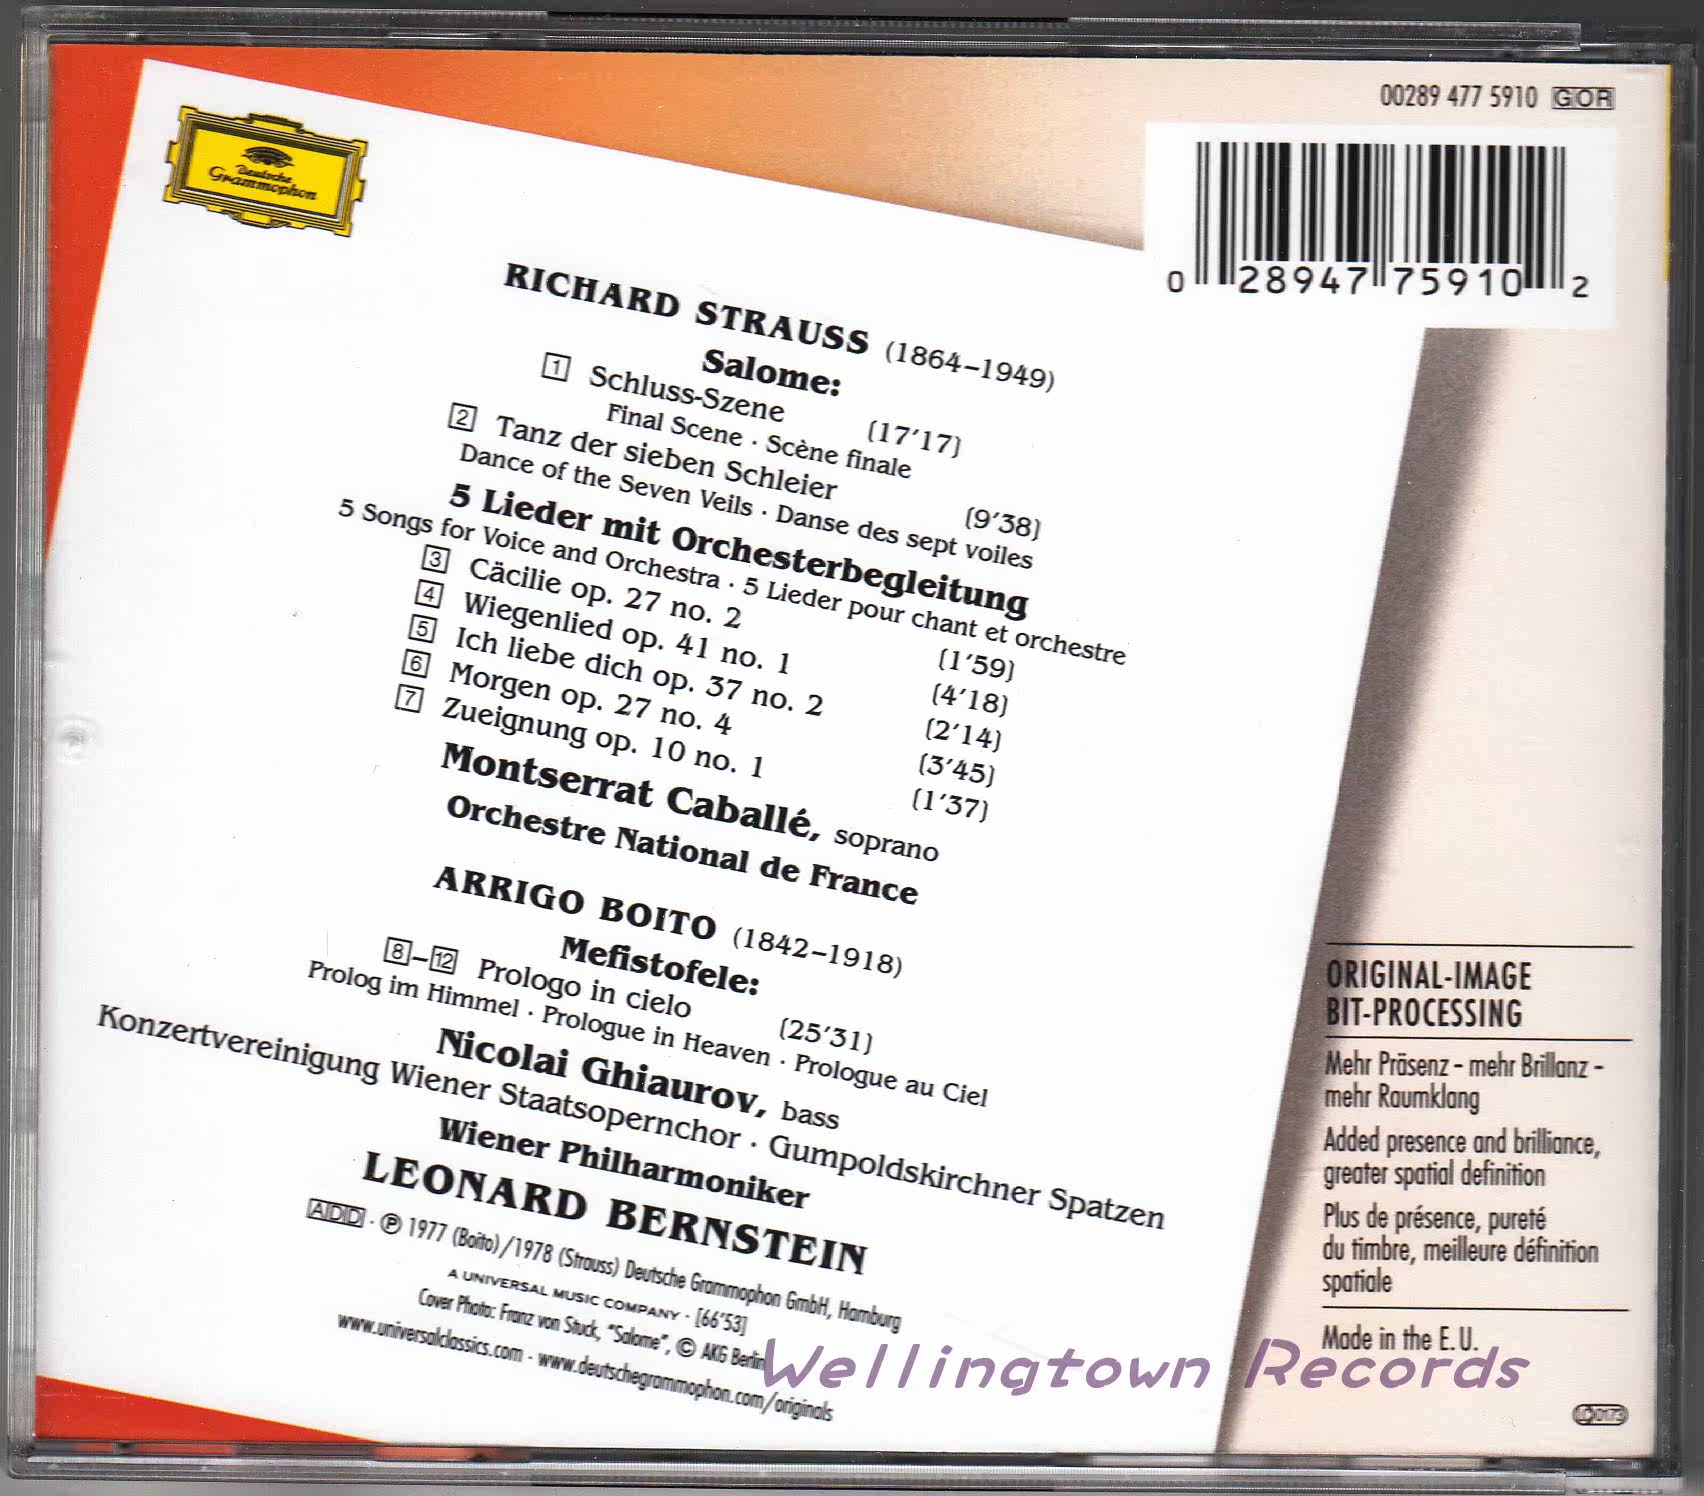 00289 477 5910 GOR
Deutsche
Grammophon
0 28947 75910 2
RICHARD STRAUSS (1864–1949)
Salome:
1 Schluss-Szene (17'17)
Final Scene · Scène finale
2 Tanz der sieben Schleier (9'38)
Dance of the Seven Veils · Danse des sept voiles
5 Lieder mit Orchesterbegleitung
5 Songs for Voice and Orchestra · 5 Lieder pour chant et orchestre
3 Cäcilie op. 27 no. 2 (1'59)
4 Wiegenlied op. 41 no. 1 (4'18)
5 Ich liebe dich op. 37 no. 2 (2'14)
6 Morgen op. 27 no. 4 (3'45)
7 Zueignung op. 10 no. 1 (1'37)
Montserrat Caballé, soprano
Orchestre National de France
ARRIGO BOITO (1842–1918)
Mefistofele:
8–12 Prologo in cielo (25'31)
Prolog im Himmel · Prologue in Heaven · Prologue au Ciel
Nicolai Ghiaurov, bass
Konzertvereinigung Wiener Staatsopernchor · Gumpoldskirchner Spatzen
Wiener Philharmoniker
LEONARD BERNSTEIN
ADD · ℗ 1977 (Boito)/1978 (Strauss) Deutsche Grammophon GmbH, Hamburg
A UNIVERSAL MUSIC COMPANY · [66'53]
Cover Photo: Franz von Stuck, "Salome", © AKG Berlin
www.universalclassics.com - www.deutschegrammophon.com/originals
ORIGINAL-IMAGE
BIT-PROCESSING
Mehr Präsenz - mehr Brillanz -
mehr Raumklang
Added presence and brilliance,
greater spatial definition
Plus de présence, pureté
du timbre, meilleure définition
spatiale
Made in the E. U.
LC 0173
Wellingtown Records